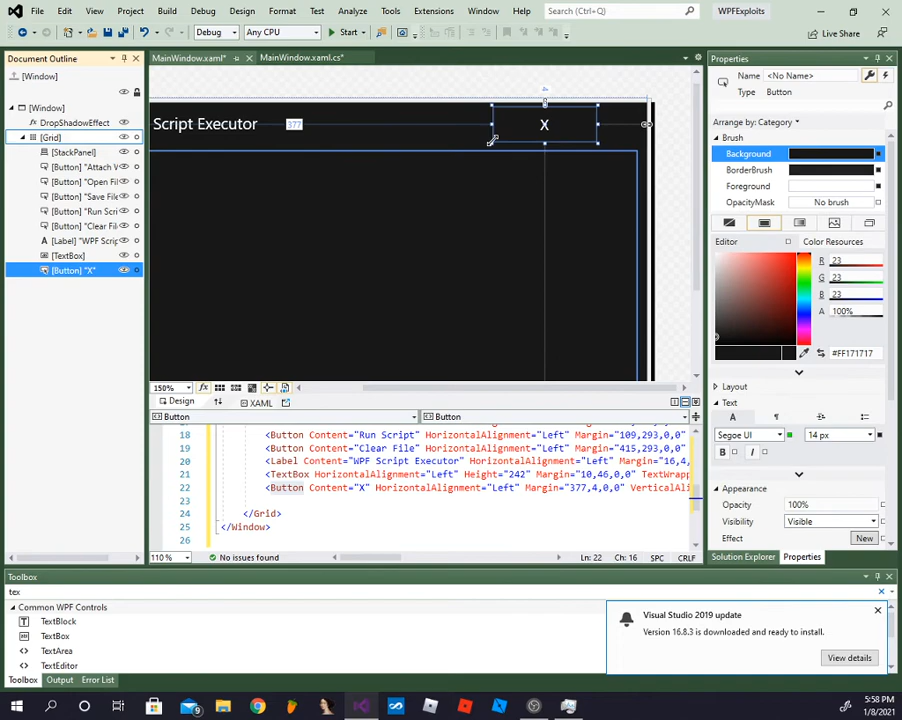 File Edit View Project Build Debug Design Format Test Analyze Tools Extensions Window Help Search (Ctrl+Q) WPFExploits
Debug Any CPU Start Live Share
Document Outline
[Window]
[Window]
DropShadowEffect
[Grid]
[StackPanel]
[Button] "Attach V
[Button] "Open Fil
[Button] "Save File
[Button] "Run Scri
[Button] "Clear Fil
[Label] "WPF Scrip
[TextBox]
[Button] "X"
MainWindow.xaml* MainWindow.xaml.cs*
Script Executor 377 X
150% fx
Design XAML
Button Button
18 <Button Content="Run Script" HorizontalAlignment="Left" Margin="109,293,0,0"
19 <Button Content="Clear File" HorizontalAlignment="Left" Margin="415,293,0,0"
20 <Label Content="WPF Script Executor" HorizontalAlignment="Left" Margin="16,4,
21 <TextBox HorizontalAlignment="Left" Height="242" Margin="10,46,0,0" TextWrapp
22 <Button Content="X" HorizontalAlignment="Left" Margin="377,4,0,0" VerticalAli
23
24 </Grid>
25 </Window>
26
110 % No issues found Ln: 22 Ch: 16 SPC CRLF
Properties
Name <No Name>
Type Button
Arrange by: Category
Brush
Background
BorderBrush
Foreground
OpacityMask No brush
Editor Color Resources
R 23
G 23
B 23
A 100%
#FF171717
Layout
Text
A
Segoe UI 14 px
B I
Appearance
Opacity 100%
Visibility Visible
Effect New
Solution Explorer Properties
Toolbox
tex
Common WPF Controls
TextBlock
TextBox
TextArea
TextEditor
Toolbox Output Error List
Visual Studio 2019 update
Version 16.8.3 is downloaded and ready to install.
View details
5:58 PM
1/8/2021